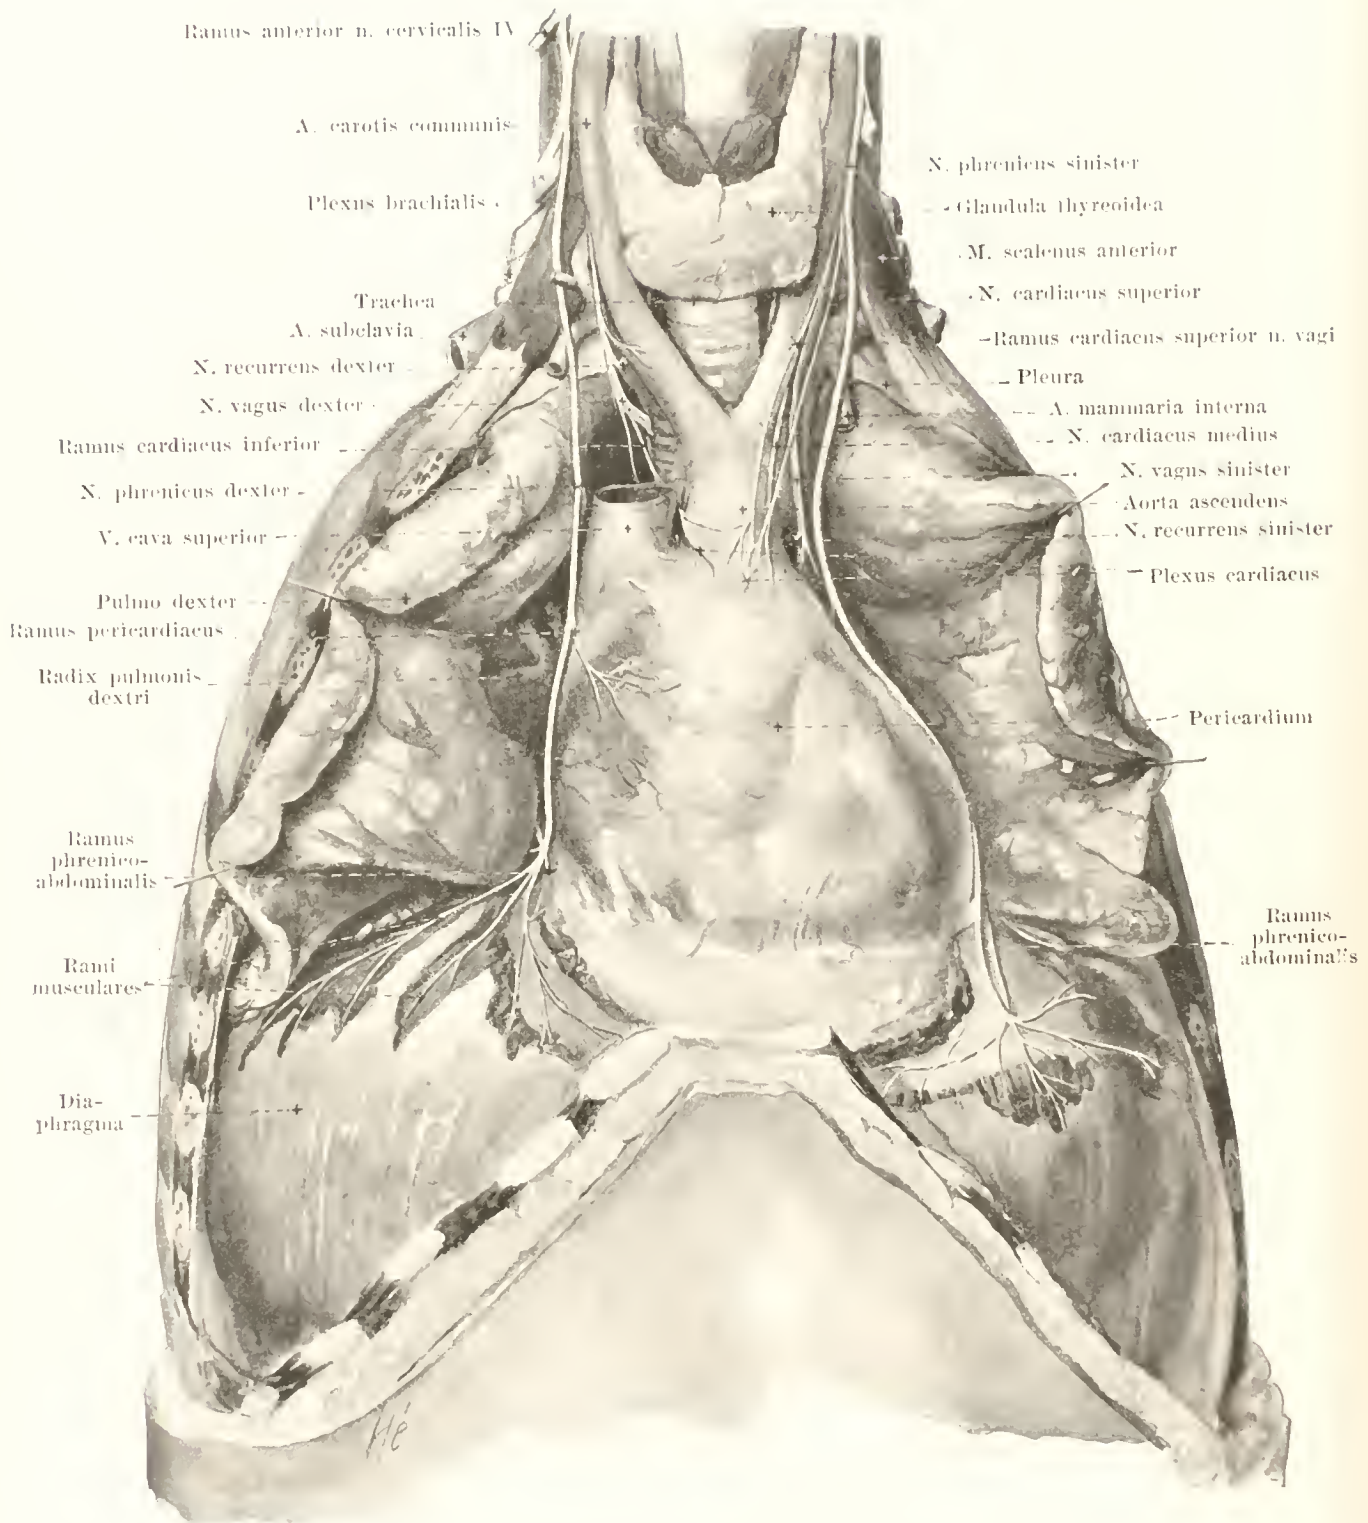 Ramus anterior n. cervicalis IV
A. carotis communis
Plexus brachialis
Trachea
A. subclavia
N. recurrens dexter
N. vagus dexter
Ramus cardiacus inferior
N. phrenicus dexter
V. cava superior
Pulmo dexter
Ramus pericardiacus
Radix pulmonis
dextri
Ramus
phrenico-
abdominalis
Rami
musculares
Dia-
phragma
N. phrenicus sinister
Glandula thyreoidea
M. scalenus anterior
N. cardiacus superior
Ramus cardiacus superior n. vagi
Pleura
A. mammaria interna
N. cardiacus medius
N. vagus sinister
Aorta ascendens
N. recurrens sinister
Plexus cardiacus
Pericardium
Ramus
phrenico-
abdominalis
Hé